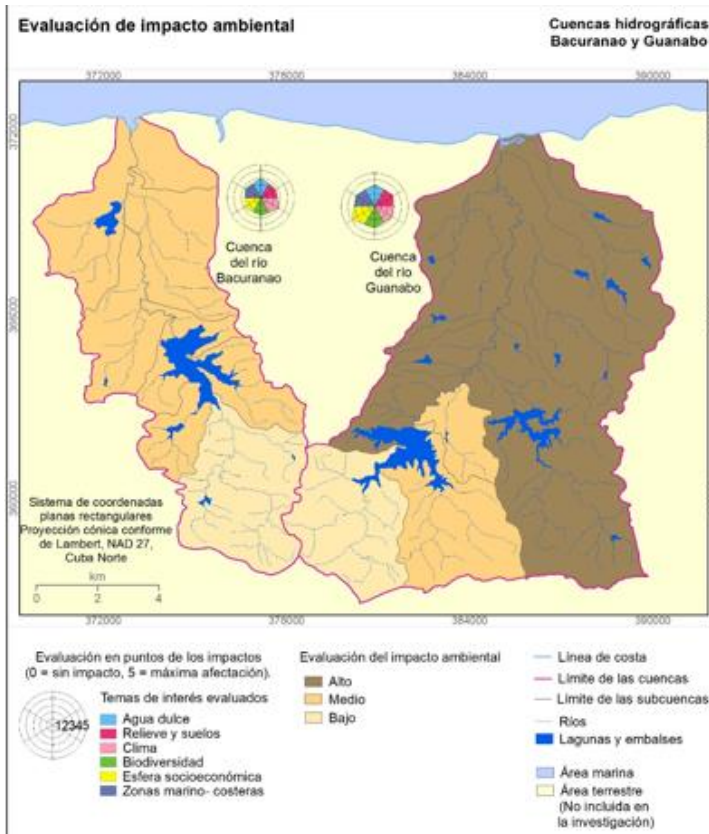 Evaluación de impacto ambiental
Cuencas hidrográficas
Bacuranao y Guanabo
372000
378000
384000
390000
372000
366000
360000
Cuenca
del río
Bacuranao
Cuenca
del río
Guanabo
Sistema de coordenadas
planas rectangulares
Proyección cónica conforme
de Lambert, NAD 27,
Cuba Norte
km
0 2 4
372000
378000
384000
390000
Evaluación en puntos de los impactos
(0 = sin impacto, 5 = máxima afectación).
12345
Temas de interés evaluados
Agua dulce
Relieve y suelos
Clima
Biodiversidad
Esfera socioeconómica
Zonas marino- costeras
Evaluación del impacto ambiental
Alto
Medio
Bajo
Línea de costa
Límite de las cuencas
Límite de las subcuencas
Ríos
Lagunas y embalses
Área marina
Área terrestre
(No incluida en
la investigación)